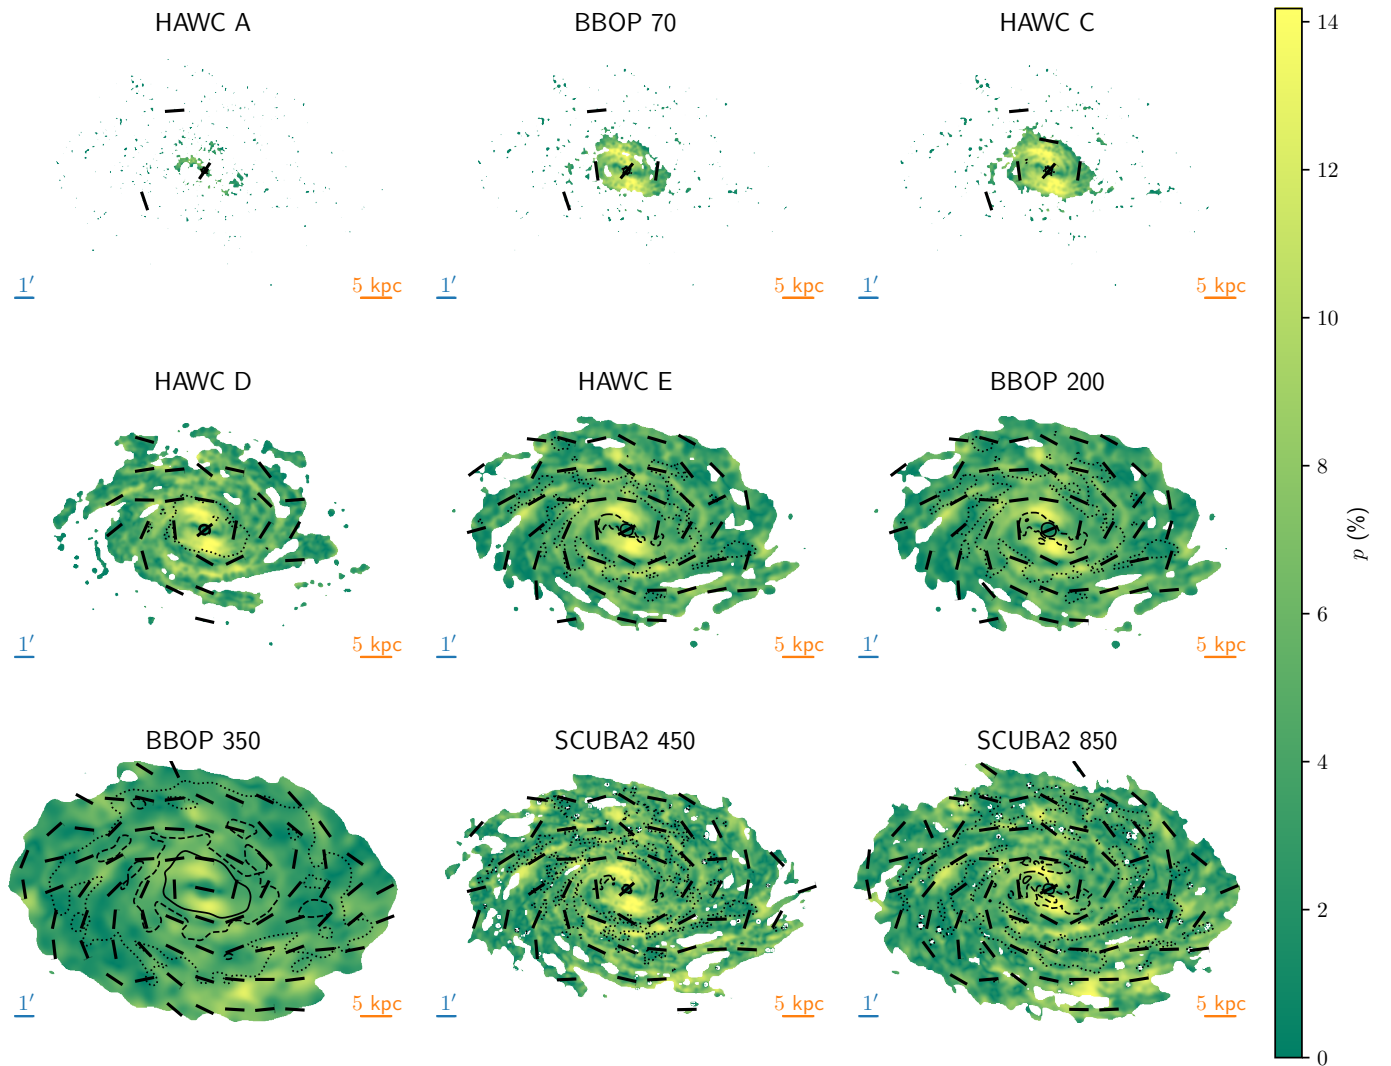 HAWC A
BBOP 70
HAWC C
1′
5 kpc
1′
5 kpc
1′
5 kpc
HAWC D
HAWC E
BBOP 200
1′
5 kpc
1′
5 kpc
1′
5 kpc
BBOP 350
SCUBA2 450
SCUBA2 850
1′
5 kpc
1′
5 kpc
1′
5 kpc
14
12
10
8
6
4
2
0
p (%)